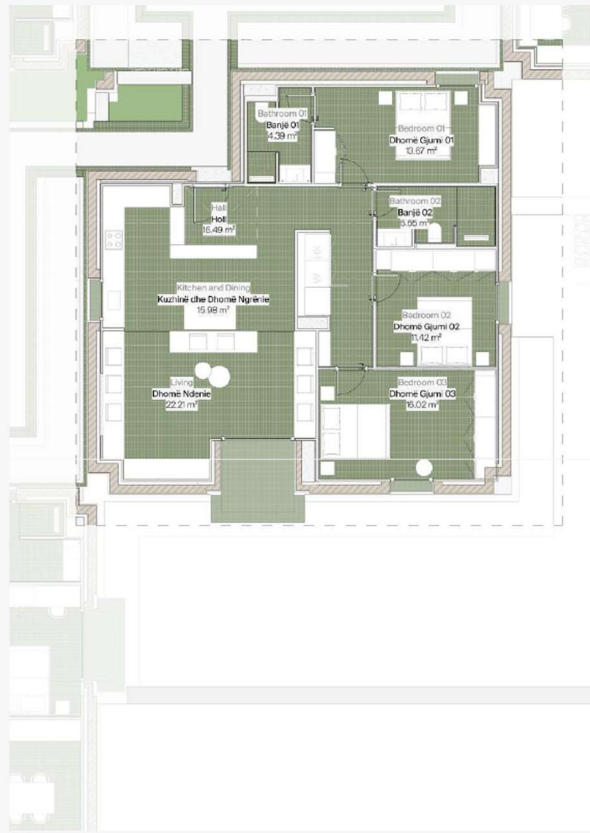 Bathroom 01
Banjë 01
4.39 m²
Bedroom 01
Dhomë Gjumi 01
13.67 m²
Hall
Holl
16.49 m²
Bathroom 02
Banjë 02
5.55 m²
Kitchen and Dining
Kuzhinë dhe Dhomë Ngrënie
15.98 m²
W
HK
Bedroom 02
Dhomë Gjumi 02
11.42 m²
Living
Dhomë Ndenie
22.21 m²
Bedroom 03
Dhomë Gjumi 03
16.02 m²